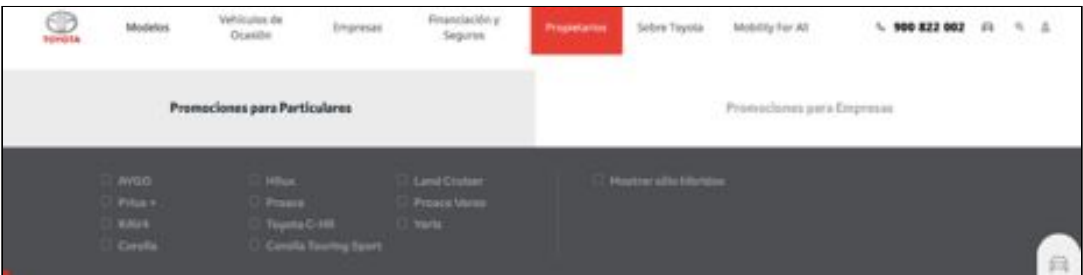 TOYOTA
Modelos
Vehículos de
Ocasión
Empresas
Financiación y
Seguros
Propietarios
Sobre Toyota
Mobility For All
900 822 002
Promociones para Particulares
Promociones para Empresas
AYGO
Hilux
Land Cruiser
Mostrar sólo híbridos
Prius +
Proace
Proace Verso
RAV4
Toyota C-HR
Yaris
Corolla
Corolla Touring Sport